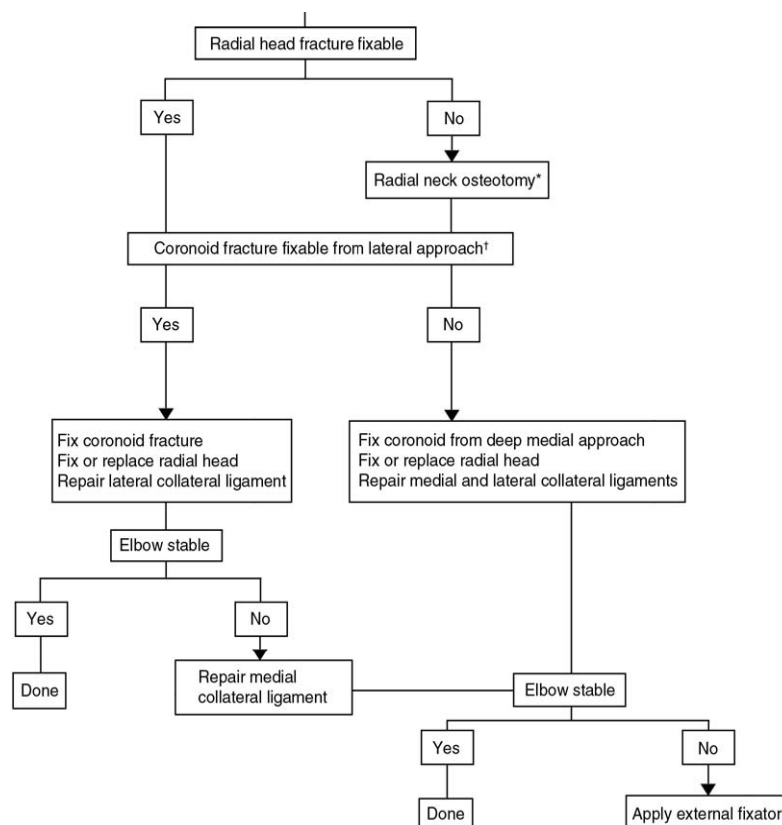 Radial head fracture fixable
Yes
No
Radial neck osteotomy*
Coronoid fracture fixable from lateral approach†
Yes
No
Fix coronoid fracture
Fix or replace radial head
Repair lateral collateral ligament
Fix coronoid from deep medial approach
Fix or replace radial head
Repair medial and lateral collateral ligaments
Elbow stable
Yes
No
Done
Repair medial
collateral ligament
Elbow stable
Yes
No
Done
Apply external fixator